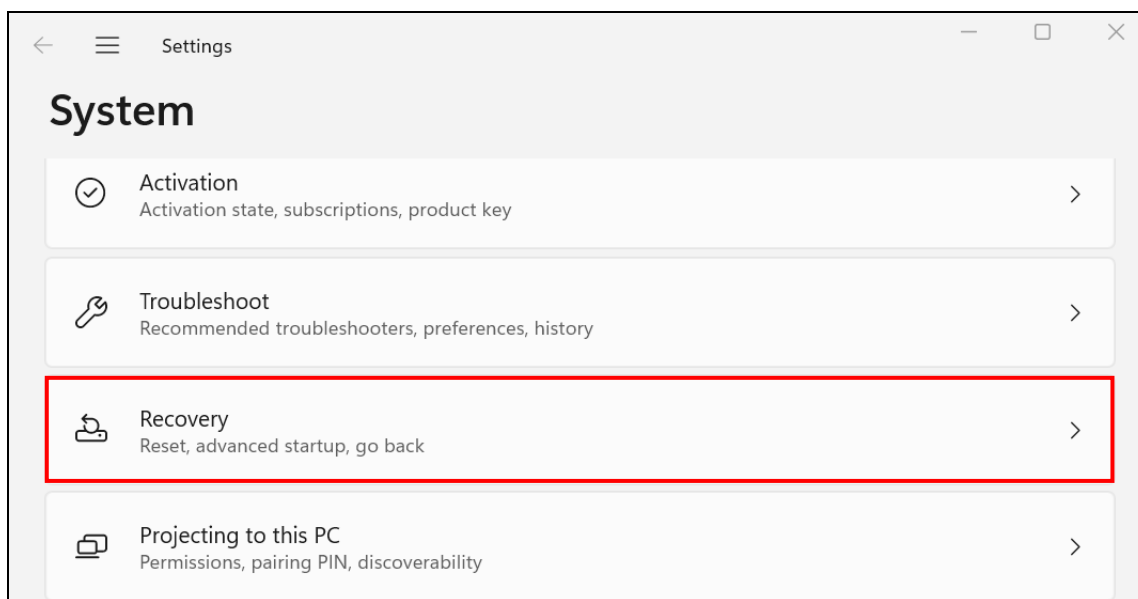 Settings
System
Activation
Activation state, subscriptions, product key
Troubleshoot
Recommended troubleshooters, preferences, history
Recovery
Reset, advanced startup, go back
Projecting to this PC
Permissions, pairing PIN, discoverability